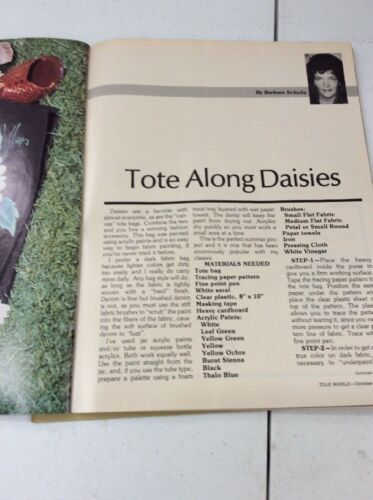 By Barbara Schultz
Tote Along Daisies
Daisies are a favorite with
almost everyone, as are the "can-
vas" tote bags. Combine the two
and you have a winning fashion
accessory. This bag was painted
using acrylic paints and is an easy
way to begin fabric painting, if
you've never tried it before.
I prefer a dark fabric bag
because lighter colors get dirty
too easily and I really do carry
mine daily. Any bag style will do,
as long as the fabric is tightly
woven with a "hard" finish.
Denim is fine but brushed denim
is not, as you must use the stiff
fabric brushes to "scrub" the paint
into the fibers of the fabric, caus-
ing the soft surface of brushed
denim to "fuzz".
I've used jar acrylic paints
and/or tube or squeeze bottle
acrylics. Both work equally well.
Use the paint straight from the
jar, and, if you use the tube type,
prepare a palette using a foam
meat tray layered with wet paper
towels. The damp will keep the
paint from drying out. Acrylics
dry quickly so you must work a
small area at a time.
This is the perfect summer pro-
ject and it is one that has been
enormously popular with my
classes.
MATERIALS NEEDED
Tote bag
Tracing paper pattern
Fine point pen
White saral
Clear plastic, 8" x 10"
Masking tape
Heavy cardboard
Acrylic Paints:
White
Leaf Green
Yellow Green
Yellow
Yellow Ochre
Burnt Sienna
Black
Thalo Blue
Brushes:
Small Flat Fabric
Medium Flat Fabric
Petal or Small Round
Paper towels
Iron
Pressing Cloth
White Vinegar
STEP-1—Place the heavy
cardboard inside the purse to
give you a firm working surface.
Tape the tracing paper pattern to
the tote bag. Position the saral
paper under the pattern and
place the clear plastic sheet on
top of the pattern. The plastic
allows you to trace the pattern
without tearing it, since you need
more pressure to get a clear
tern line of fabric. Trace with
fine point pen.
STEP-2—In order to get a
true color on dark fabric,
necessary to "underpaint
Continued
TOLE WORLD—October